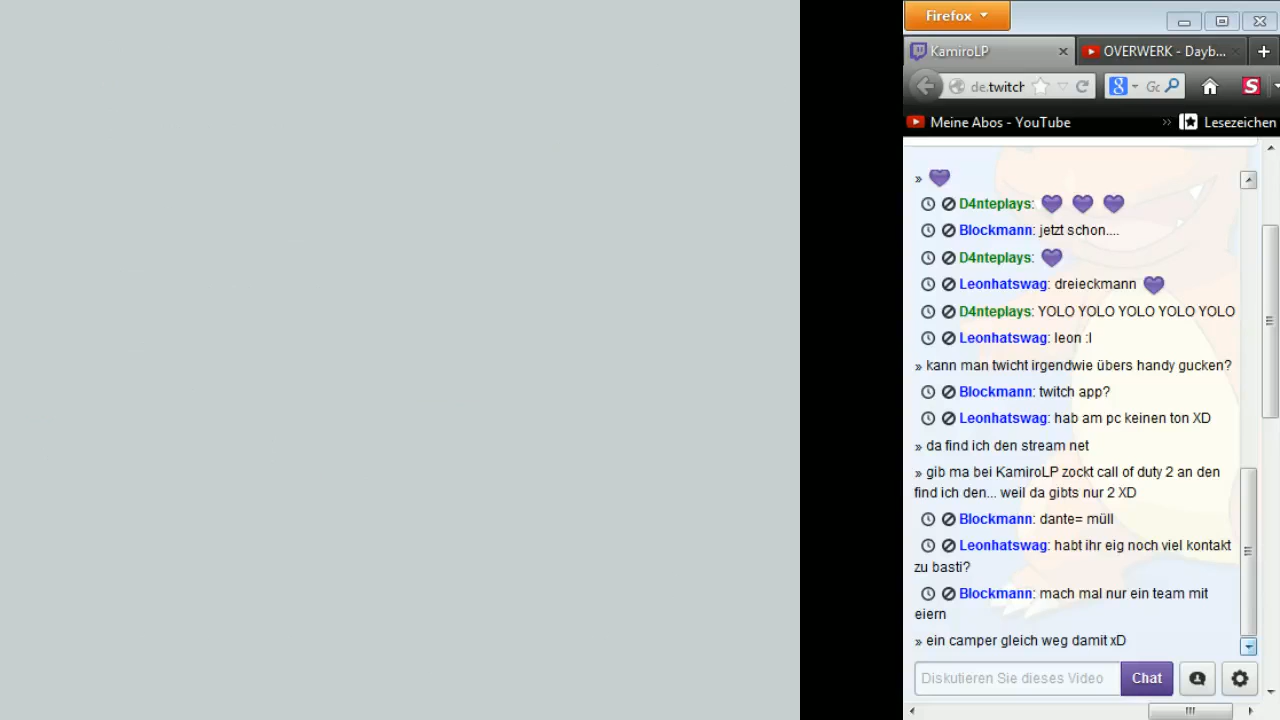 Firefox
KamiroLP
OVERWERK - Dayb...
de.twitch
Meine Abos - YouTube
»
Lesezeichen
»
D4nteplays:
Blockmann: jetzt schon....
D4nteplays:
Leonhatswag: dreieckmann
D4nteplays: YOLO YOLO YOLO YOLO YOLO
Leonhatswag: leon :l
» kann man twicht irgendwie übers handy gucken?
Blockmann: twitch app?
Leonhatswag: hab am pc keinen ton XD
» da find ich den stream net
» gib ma bei KamiroLP zockt call of duty 2 an den
find ich den... weil da gibts nur 2 XD
Blockmann: dante= müll
Leonhatswag: habt ihr eig noch viel kontakt
zu basti?
Blockmann: mach mal nur ein team mit
eiern
» ein camper gleich weg damit xD
Diskutieren Sie dieses Video
Chat